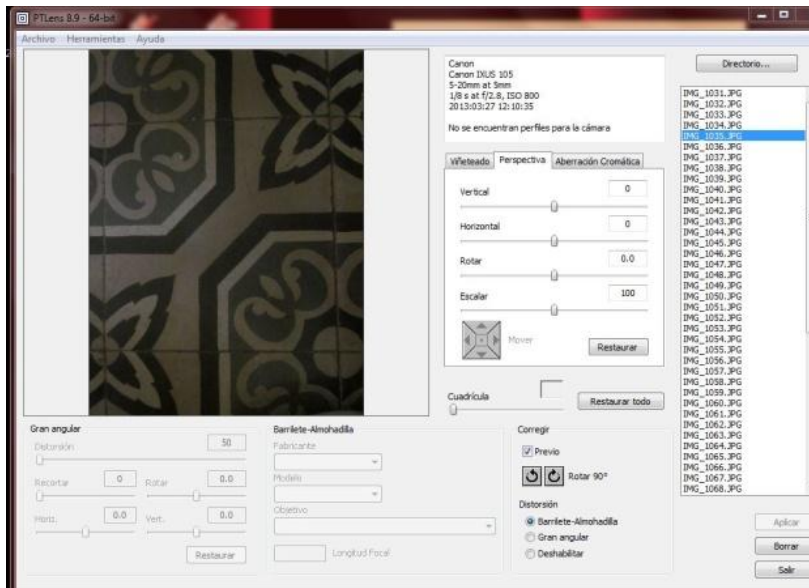 PTLens 8.9 - 64-bit
Archivo Herramientas Ayuda
Canon
Canon IXUS 105
5-20mm at 5mm
1/8 s at f/2.8, ISO 800
2013:03:27 12:10:35
No se encuentran perfiles para la cámara
Viñeteado Perspectiva Aberración Cromática
Vertical 0
Horizontal 0
Rotar 0.0
Escalar 100
Mover Restaurar
Cuadrícula Restaurar todo
Directorio...
IMG_1031.JPG
IMG_1032.JPG
IMG_1033.JPG
IMG_1034.JPG
IMG_1035.JPG
IMG_1036.JPG
IMG_1037.JPG
IMG_1038.JPG
IMG_1039.JPG
IMG_1040.JPG
IMG_1041.JPG
IMG_1042.JPG
IMG_1043.JPG
IMG_1044.JPG
IMG_1045.JPG
IMG_1046.JPG
IMG_1047.JPG
IMG_1048.JPG
IMG_1049.JPG
IMG_1050.JPG
IMG_1051.JPG
IMG_1052.JPG
IMG_1053.JPG
IMG_1054.JPG
IMG_1055.JPG
IMG_1056.JPG
IMG_1057.JPG
IMG_1058.JPG
IMG_1059.JPG
IMG_1060.JPG
IMG_1061.JPG
IMG_1062.JPG
IMG_1063.JPG
IMG_1064.JPG
IMG_1065.JPG
IMG_1066.JPG
IMG_1067.JPG
IMG_1068.JPG
Gran angular
Distorsión 50
Recortar 0 Rotar 0.0
Horiz. 0.0 Vert. 0.0
Restaurar
Barrilete-Almohadilla
Fabricante
Modelo
Objetivo
Longitud Focal
Corregir
Previo
Rotar 90°
Distorsión
Barrilete-Almohadilla
Gran angular
Deshabilitar
Aplicar
Borrar
Salir